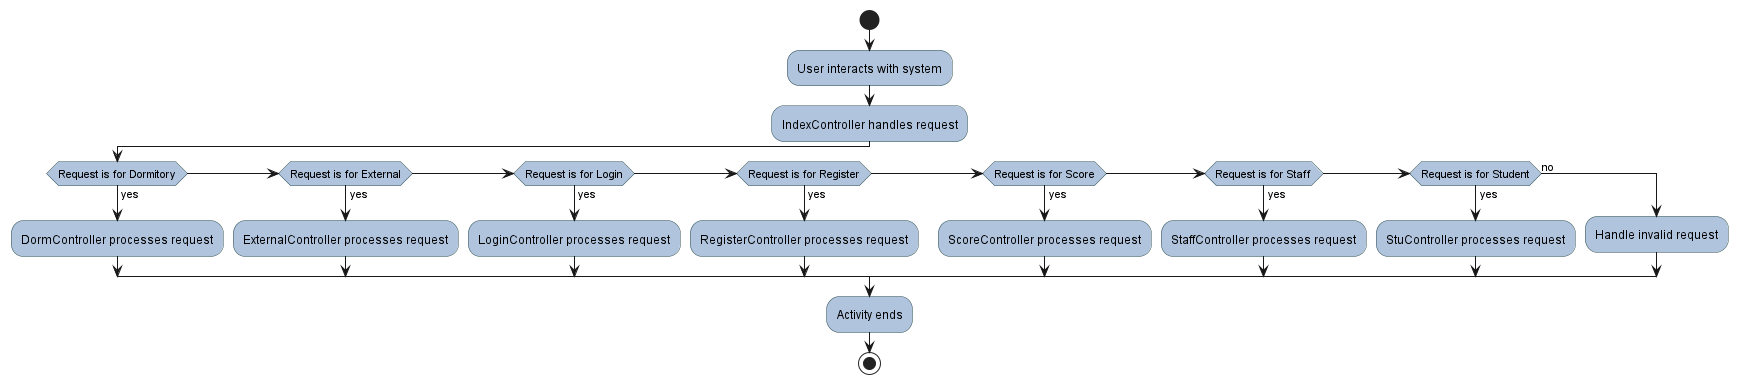 User interacts with system
IndexController handles request
Request is for Dormitory
Request is for External
Request is for Login
Request is for Register
Request is for Score
Request is for Staff
Request is for Student
no
yes
yes
yes
yes
yes
yes
yes
DormController processes request
ExternalController processes request
LoginController processes request
RegisterController processes request
ScoreController processes request
StaffController processes request
StuController processes request
Handle invalid request
Activity ends